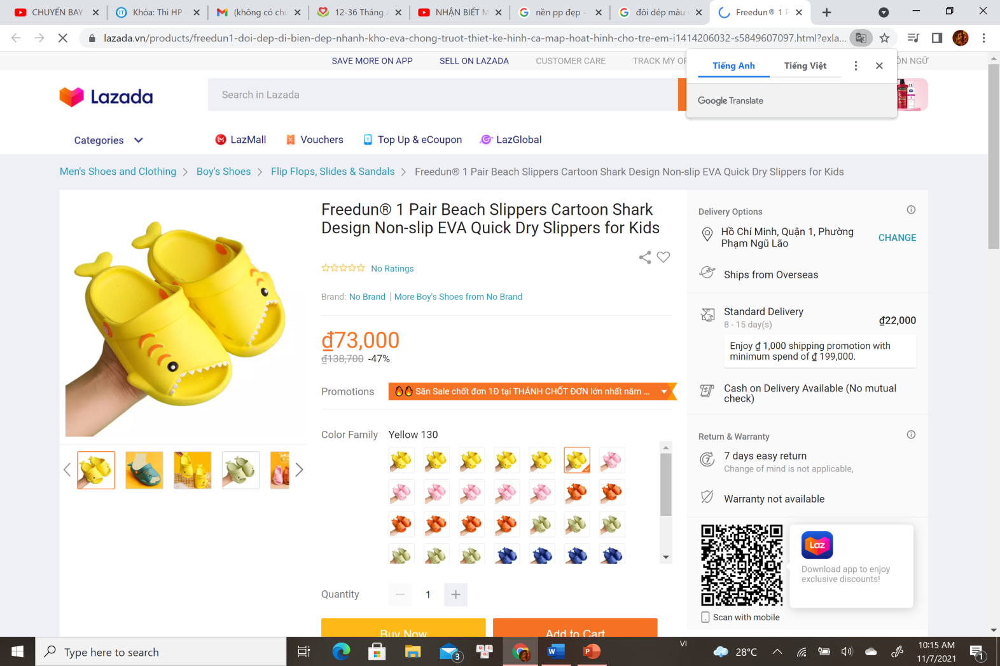 CHUYẾN BAY
Khóa: Thi HP
(không có chủ
12-36 Tháng
NHẬN BIẾT M
nền pp đẹp -
đôi dép màu
Freedun® 1 P
lazada.vn/products/freedun1-doi-dep-di-bien-dep-nhanh-kho-eva-chong-truot-thiet-ke-hinh-ca-map-hoat-hinh-cho-tre-em-i1414206032-s5849607097.html?exla...
SAVE MORE ON APP
SELL ON LAZADA
CUSTOMER CARE
TRACK MY OR
ÔN NGỮ
Tiếng Anh
Tiếng Việt
Google Translate
Lazada
Search in Lazada
Categories
LazMall
Vouchers
Top Up & eCoupon
LazGlobal
Men's Shoes and Clothing > Boy's Shoes > Flip Flops, Slides & Sandals > Freedun® 1 Pair Beach Slippers Cartoon Shark Design Non-slip EVA Quick Dry Slippers for Kids
Freedun® 1 Pair Beach Slippers Cartoon Shark
Design Non-slip EVA Quick Dry Slippers for Kids
No Ratings
Brand: No Brand | More Boy's Shoes from No Brand
₫73,000
₫138,700 -47%
Promotions
Săn Sale chốt đơn 1Đ tại THÁNH CHỐT ĐƠN lớn nhất năm ...
Color Family
Yellow 130
Quantity
1
Buy Now
Add to Cart
Delivery Options
Hồ Chí Minh, Quận 1, Phường
Phạm Ngũ Lão
CHANGE
Ships from Overseas
Standard Delivery
8 - 15 day(s)
₫22,000
Enjoy ₫ 1,000 shipping promotion with
minimum spend of ₫ 199,000.
Cash on Delivery Available (No mutual
check)
Return & Warranty
7 days easy return
Change of mind is not applicable,
Warranty not available
Laz
Download app to enjoy
exclusive discounts!
Scan with mobile
Type here to search
3
VI
28°C
10:15 AM
11/7/2021
1